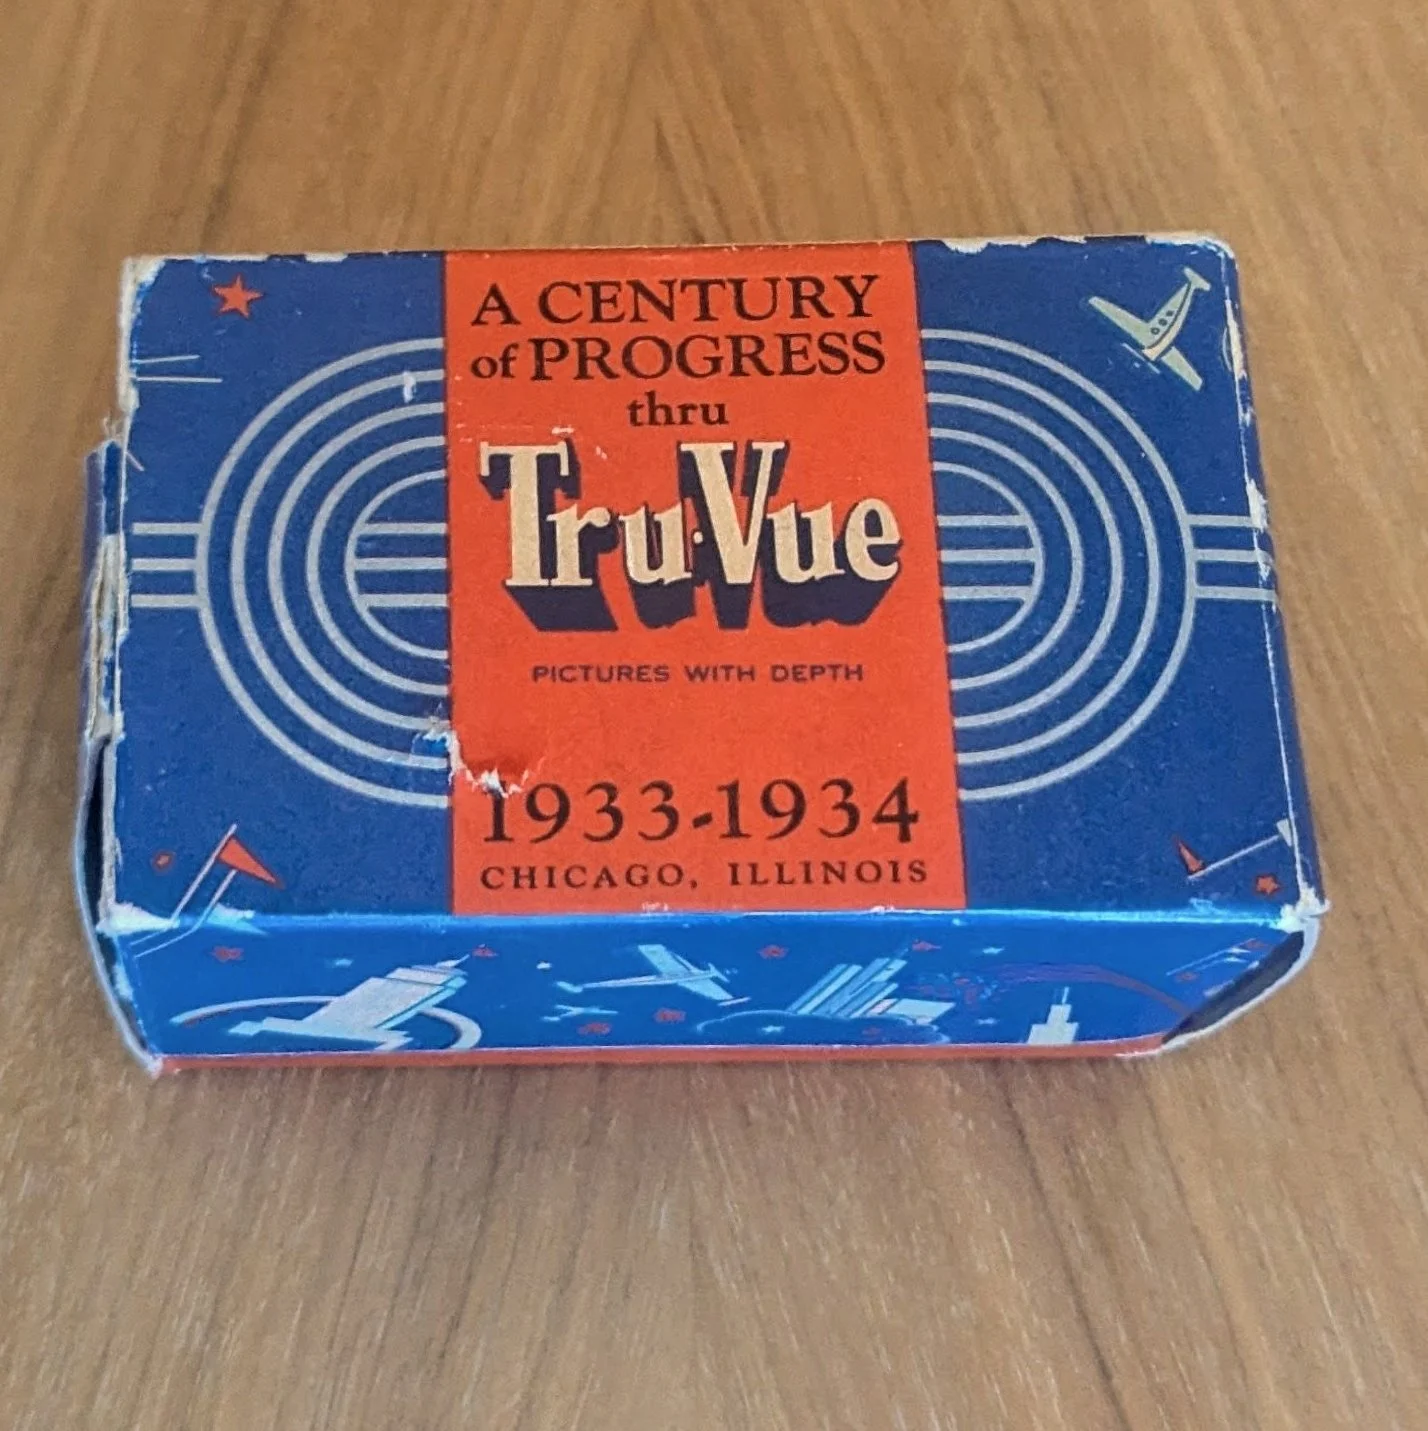 A CENTURY
of PROGRESS
thru
Tru-Vue
PICTURES WITH DEPTH
1933-1934
CHICAGO, ILLINOIS